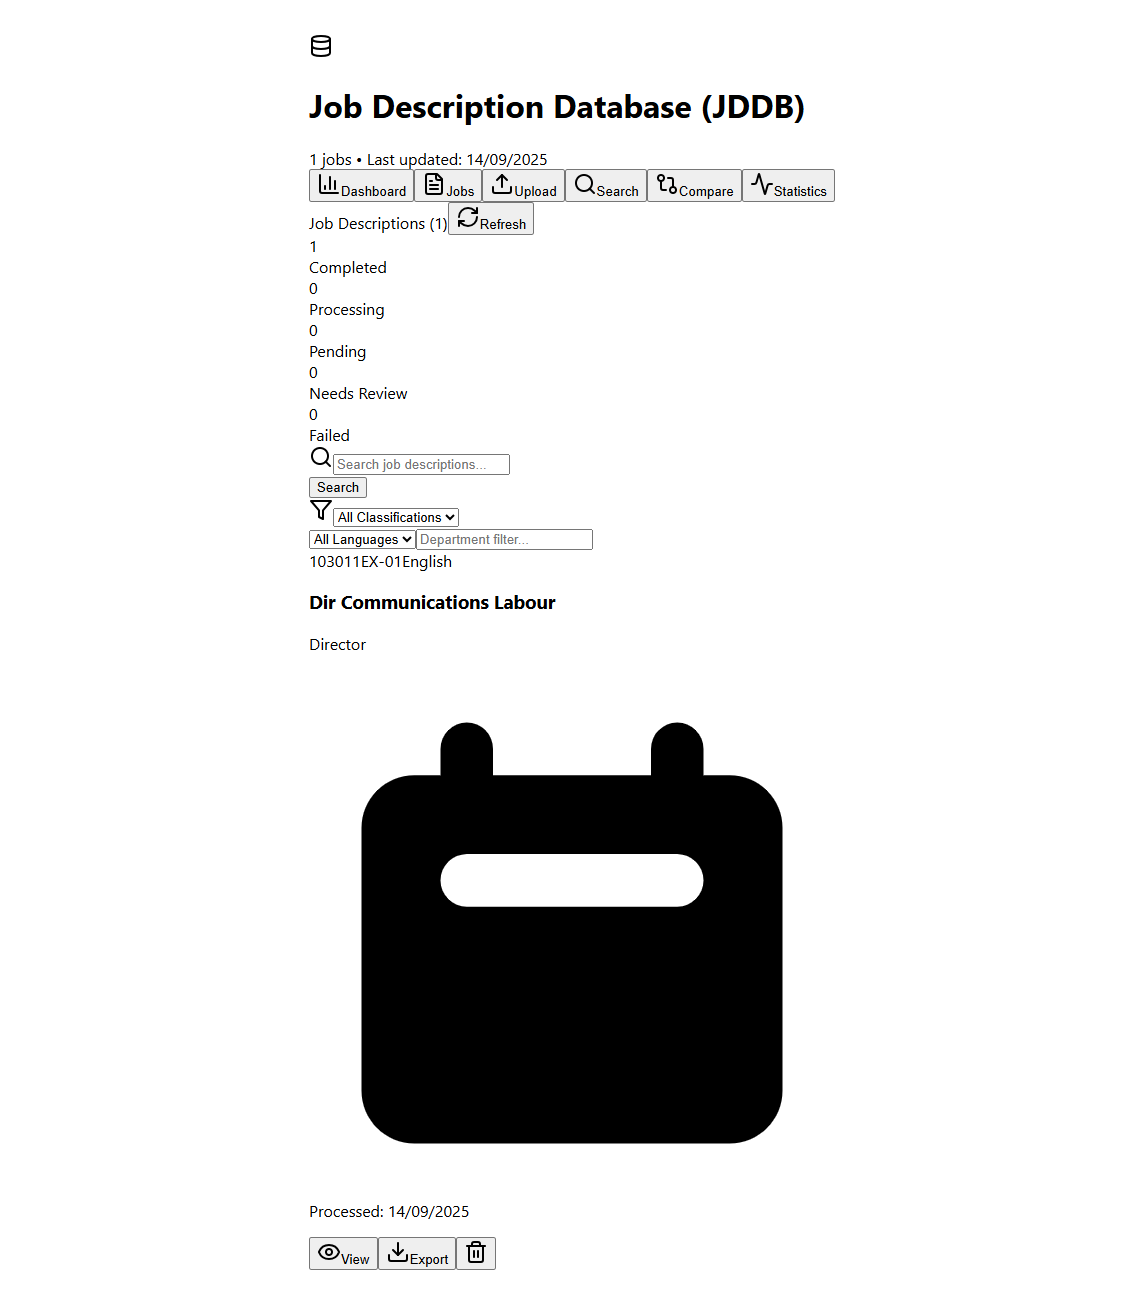 Job Description Database (JDDB)
1 jobs • Last updated: 14/09/2025
Dashboard Jobs Upload Search Compare Statistics
Job Descriptions (1) Refresh
1
Completed
0
Processing
0
Pending
0
Needs Review
0
Failed
Search job descriptions...
Search
All Classifications
All Languages Department filter...
103011EX-01English
Dir Communications Labour
Director
Processed: 14/09/2025
View Export